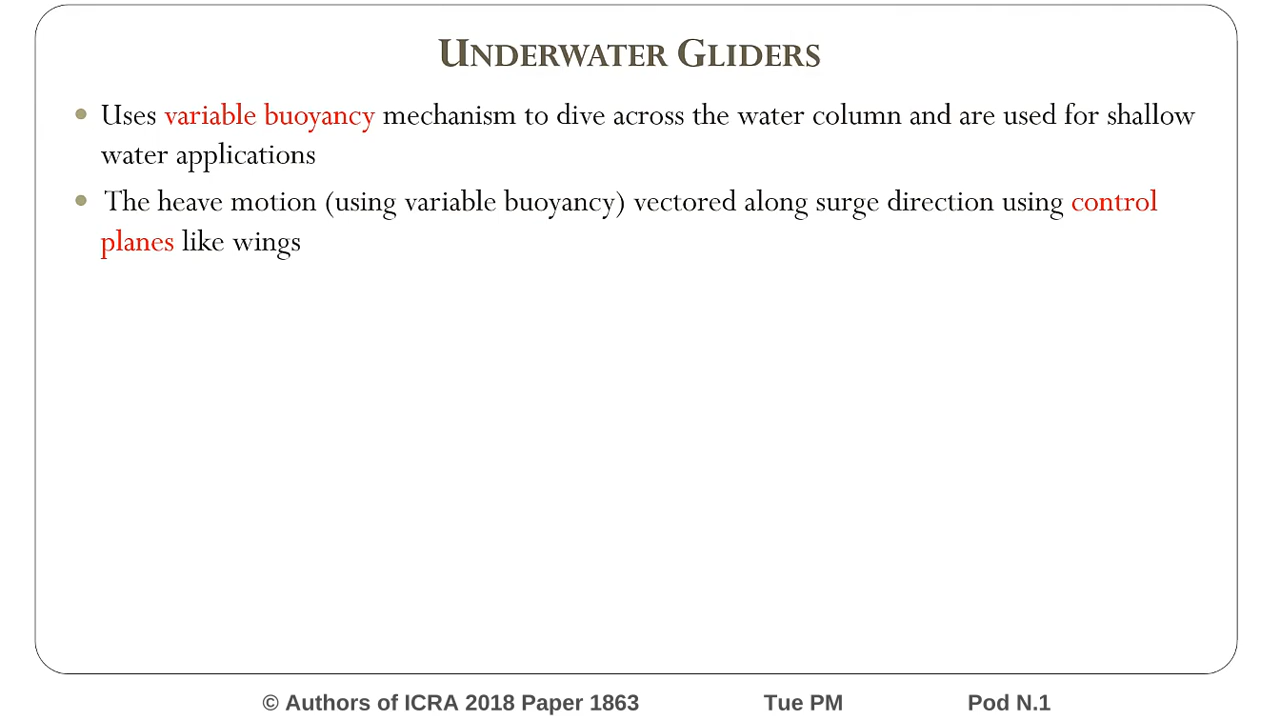 UNDERWATER GLIDERS
• Uses variable buoyancy mechanism to dive across the water column and are used for shallow
water applications
• The heave motion (using variable buoyancy) vectored along surge direction using control
planes like wings
© Authors of ICRA 2018 Paper 1863 Tue PM Pod N.1